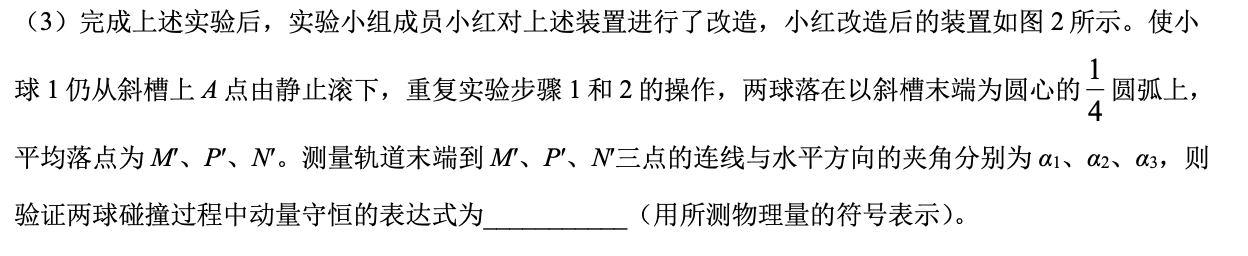 （3）完成上述实验后，实验小组成员小红对上述装置进行了改造，小红改造后的装置如图 2 所示。使小
球 1 仍从斜槽上 A 点由静止滚下，重复实验步骤 1 和 2 的操作，两球落在以斜槽末端为圆心的 1/4 圆弧上，
平均落点为 M′、P′、N′。测量轨道末端到 M′、P′、N′三点的连线与水平方向的夹角分别为 α₁、α₂、α₃，则
验证两球碰撞过程中动量守恒的表达式为____________（用所测物理量的符号表示）。